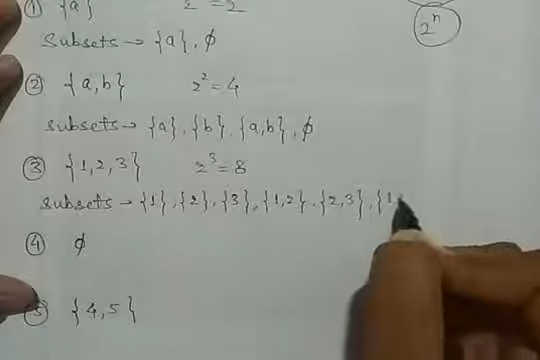 ① {a} 2 = 2
2ⁿ
Subsets → {a}, ϕ
② {a,b} 2² = 4
subsets → {a}, {b}, {a,b}, ϕ
③ {1,2,3} 2³ = 8
subsets → {1}, {2}, {3}, {1,2}, {2,3}, {1,
④ ϕ
⑤ {4,5}